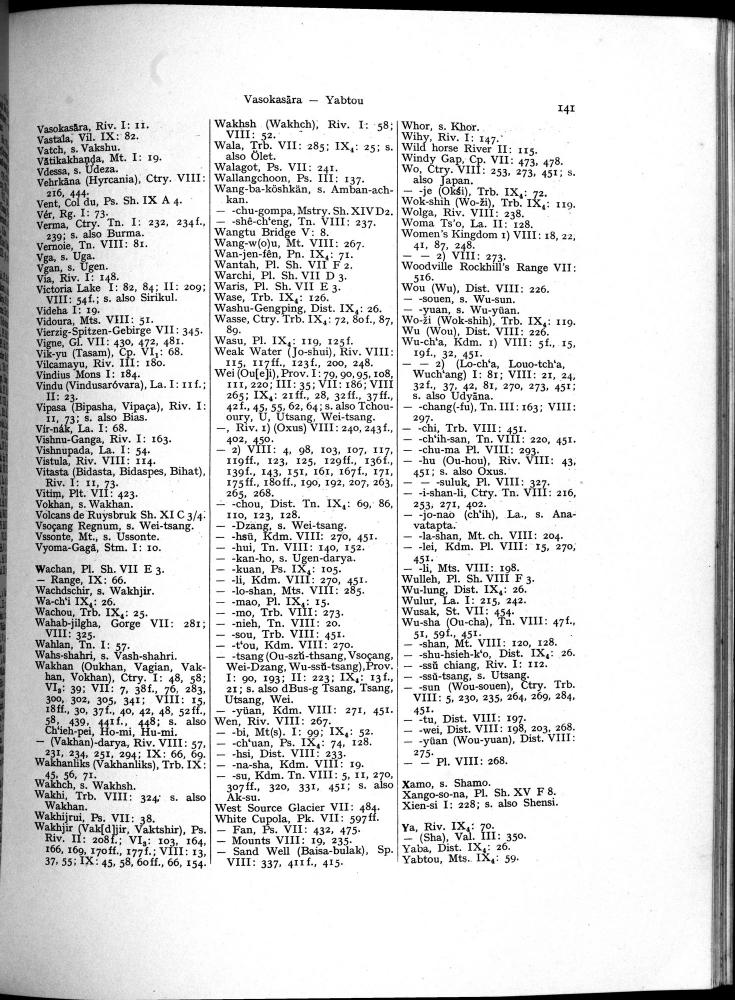 Vasokasāra — Yabtou
141
Vasokasāra, Riv. I: 11.
Vastala, Vil. IX: 82.
Vatch, s. Vakshu.
Vātikakhaṇḍa, Mt. I: 19.
Vdessa, s. Udeza.
Vehrkāna (Hyrcania), Ctry. VIII:
216, 444.
Vent, Col du, Ps. Sh. IX A 4.
Vér, Rg. I: 73.
Verma, Ctry. Tn. I: 232, 234f.,
239; s. also Burma.
Vernoie, Tn. VIII: 81.
Vga, s. Uga.
Vgan, s. Ugen.
Via, Riv. I: 148.
Victoria Lake I: 82, 84; II: 209;
VIII: 54f.; s. also Sirikul.
Videha I: 19.
Vidoura, Mts. VIII: 51.
Vierzig-Spitzen-Gebirge VII: 345.
Vigne, Gl. VII: 430, 472, 481.
Vik-yu (Tasam), Cp. VI₁: 68.
Vilcamayu, Riv. III: 180.
Vindius Mons I: 184.
Vindu (Vindusaróvara), La. I: 11f.;
II: 23.
Vipasa (Bipasha, Vipaça), Riv. I:
11, 73; s. also Bias.
Vir-nák, La. I: 68.
Vishnu-Ganga, Riv. I: 163.
Vishnupada, La. I: 54.
Vistula, Riv. VIII: 114.
Vitasta (Bidasta, Bidaspes, Bihat),
Riv. I: 11, 73.
Vitim, Plt. VII: 423.
Vokhan, s. Wakhan.
Volcans de Ruysbruk Sh. XI C 3/4.
Vsoçang Regnum, s. Wei-tsang.
Vssonte, Mt., s. Ussonte.
Vyoma-Gagā, Stm. I: 10.
Wachan, Pl. Sh. VII E 3.
— Range, IX: 66.
Wachdschir, s. Wakhjir.
Wa-ch'i IX₄: 26.
Wachou, Trb. IX₄: 25.
Wahab-jilgha, Gorge VII: 281;
VIII: 325.
Wahlan, Tn. I: 57.
Wahs-shahri, s. Vash-shahri.
Wakhan (Oukhan, Vagian, Vak-
han, Vokhan), Ctry. I: 48, 58;
VI₂: 39; VII: 7, 38f., 76, 283,
300, 302, 305, 341; VIII: 15,
18ff., 30, 37f., 40, 42, 48, 52ff.,
58, 439, 441f., 448; s. also
Ch'ieh-pei, Ho-mi, Hu-mi.
— (Vakhan)-darya, Riv. VIII: 57,
231, 234, 251, 294; IX: 66, 69.
Wakhanliks (Vakhanliks), Trb. IX:
45, 56, 71.
Wakhch, s. Wakhsh.
Wakhi, Trb. VIII: 324; s. also
Wakhan.
Wakhijrui, Ps. VII: 38.
Wakhjir (Vak[d]jir, Vaktshir), Ps.
Riv. II: 208f.; VI₂: 103, 164,
166, 169, 170ff., 177f.; VIII: 13,
37, 55; IX: 45, 58, 60ff., 66, 154.
Wakhsh (Wakhch), Riv. I: 58;
VIII: 52.
Wala, Trb. VII: 285; IX₄: 25; s.
also Ölet.
Walagot, Ps. VII: 241.
Wallangchoon, Ps. III: 137.
Wang-ba-köshkän, s. Amban-ach-
kan.
— -chu-gompa, Mstry. Sh. XIV D2.
— -shê-ch'eng, Tn. VIII: 237.
Wangtu Bridge V: 8.
Wang-w(o)u, Mt. VIII: 267.
Wan-jen-fên, Pn. IX₄: 71.
Wantah, Pl. Sh. VII F 2.
Warchi, Pl. Sh. VII D 3.
Waris, Pl. Sh. VII E 3.
Wase, Trb. IX₄: 126.
Washu-Gengping, Dist. IX₄: 26.
Wasse, Ctry. Trb. IX₄: 72, 80f., 87,
89.
Wasu, Pl. IX₄: 119, 125f.
Weak Water (Jo-shui), Riv. VIII:
115, 117ff., 123f., 200, 248.
Wei (Ou[e]i), Prov. I: 79, 90, 95, 108,
111, 220; III: 35; VII: 186; VIII
265; IX₄: 21ff., 28, 32ff., 37ff.,
42f., 45, 55, 62, 64; s. also Tchou-
oury, U, Utsang, Wei-tsang.
—, Riv. 1) (Oxus) VIII: 240, 243f.,
402, 450.
— 2) VIII: 4, 98, 103, 107, 117,
119ff., 123, 125, 129ff., 136f.,
139f., 143, 151, 161, 167f., 171,
175ff., 180ff., 190, 192, 207, 263,
265, 268.
— -chou, Dist. Tn. IX₄: 69, 86,
110, 123, 128.
— -Dzang, s. Wei-tsang.
— -hsü, Kdm. VIII: 270, 451.
— -hui, Tn. VIII: 140, 152.
— -kan-ho, s. Ugen-darya.
— -kuan, Ps. IX₄: 105.
— -li, Kdm. VIII: 270, 451.
— -lo-shan, Mts. VIII: 285.
— -mao, Pl. IX₄: 15.
— -mo, Trb. VIII: 273.
— -nieh, Tn. VIII: 20.
— -sou, Trb. VIII: 451.
— -t'ou, Kdm. VIII: 270.
— -tsang (Ou-szŭ-thsang, Vsoçang,
Wei-Dzang, Wu-ssŭ-tsang), Prov.
I: 90, 193; II: 223; IX₄: 13f.,
21; s. also dBus-g Tsang, Tsang,
Utsang, Wei.
— -yüan, Kdm. VIII: 271, 451.
Wen, Riv. VIII: 267.
— -bi, Mt(s). I: 99; IX₄: 52.
— -ch'uan, Ps. IX₄: 74, 128.
— -hsi, Dist. VIII: 233.
— -na-sha, Kdm. VIII: 19.
— -su, Kdm. Tn. VIII: 5, 11, 270,
307ff., 320, 331, 451; s. also
Ak-su.
West Source Glacier VII: 484.
White Cupola, Pk. VII: 597ff.
— Fan, Ps. VII: 432, 475.
— Mounts VIII: 19, 235.
— Sand Well (Baisa-bulak), Sp.
VIII: 337, 411f., 415.
Whor, s. Khor.
Wihy, Riv. I: 147.
Wild horse River II: 115.
Windy Gap, Cp. VII: 473, 478.
Wo, Ctry. VIII: 253, 273, 451; s.
also Japan.
— -je (Okši), Trb. IX₄: 72.
Wok-shih (Wo-ži), Trb. IX₄: 119.
Wolga, Riv. VIII: 238.
Woma Ts'o, La. II: 128.
Women's Kingdom 1) VIII: 18, 22,
41, 87, 248.
— — 2) VIII: 273.
Woodville Rockhill's Range VII:
516.
Wou (Wu), Dist. VIII: 226.
— -souen, s. Wu-sun.
— -yuan, s. Wu-yüan.
Wo-ži (Wok-shih), Trb. IX₄: 119.
Wu (Wou), Dist. VIII: 226.
Wu-ch'a, Kdm. 1) VIII: 5f., 15,
19f., 32, 451.
— — 2) (Lo-ch'a, Louo-tch'a,
Wuch'ang) I: 81; VIII: 21, 24,
32f., 37, 42, 81, 270, 273, 451;
s. also Udyāna.
— -chang(-fu), Tn. III: 163; VIII:
297.
— -chi, Trb. VIII: 451.
— -ch'ih-san, Tn. VIII: 220, 451.
— -chu-ma Pl. VIII: 293.
— -hu (Ou-hou), Riv. VIII: 43,
451; s. also Oxus.
— — -suluk, Pl. VIII: 327.
— -i-shan-li, Ctry. Tn. VIII: 216,
253, 271, 402.
— -jo-nao (ch'ih), La., s. Ana-
vatapta.
— -la-shan, Mt. ch. VIII: 204.
— -lei, Kdm. Pl. VIII: 15, 270,
451.
— -li, Mts. VIII: 198.
Wulleh, Pl. Sh. VIII F 3.
Wu-lung, Dist. IX₄: 26.
Wulur, La. I: 215, 242.
Wusak, St. VII: 454.
Wu-sha (Ou-cha), Tn. VIII: 47f.,
51, 59f., 451.
— -shan, Mt. VIII: 120, 128.
— -shu-hsieh-k'o, Dist. IX₄: 26.
— -ssŭ chiang, Riv. I: 112.
— -ssŭ-tsang, s. Utsang.
— -sun (Wou-souen), Ctry. Trb.
VIII: 5, 230, 235, 264, 269, 284,
451.
— -tu, Dist. VIII: 197.
— -wei, Dist. VIII: 198, 203, 268.
— -yüan (Wou-yuan), Dist. VIII:
275.
— — Pl. VIII: 268.
Xamo, s. Shamo.
Xango-so-na, Pl. Sh. XV F 8.
Xien-si I: 228; s. also Shensi.
Ya, Riv. IX₄: 70.
— (Sha), Val. III: 350.
Yaba, Dist. IX₄: 26.
Yabtou, Mts. IX₄: 59.